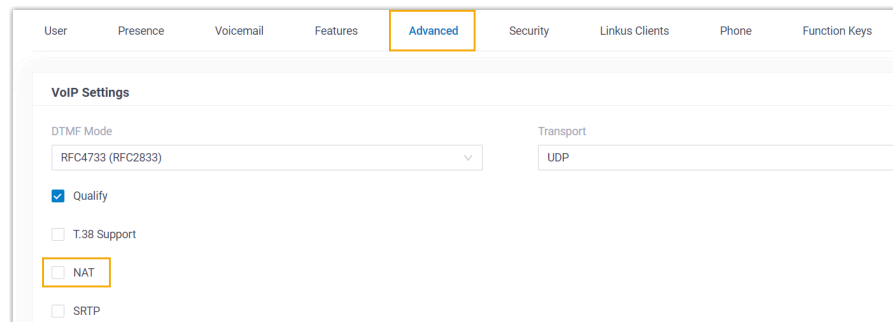 User Presence Voicemail Features Advanced Security Linkus Clients Phone Function Keys
VoIP Settings
DTMF Mode Transport
RFC4733 (RFC2833) UDP
Qualify
T.38 Support
NAT
SRTP